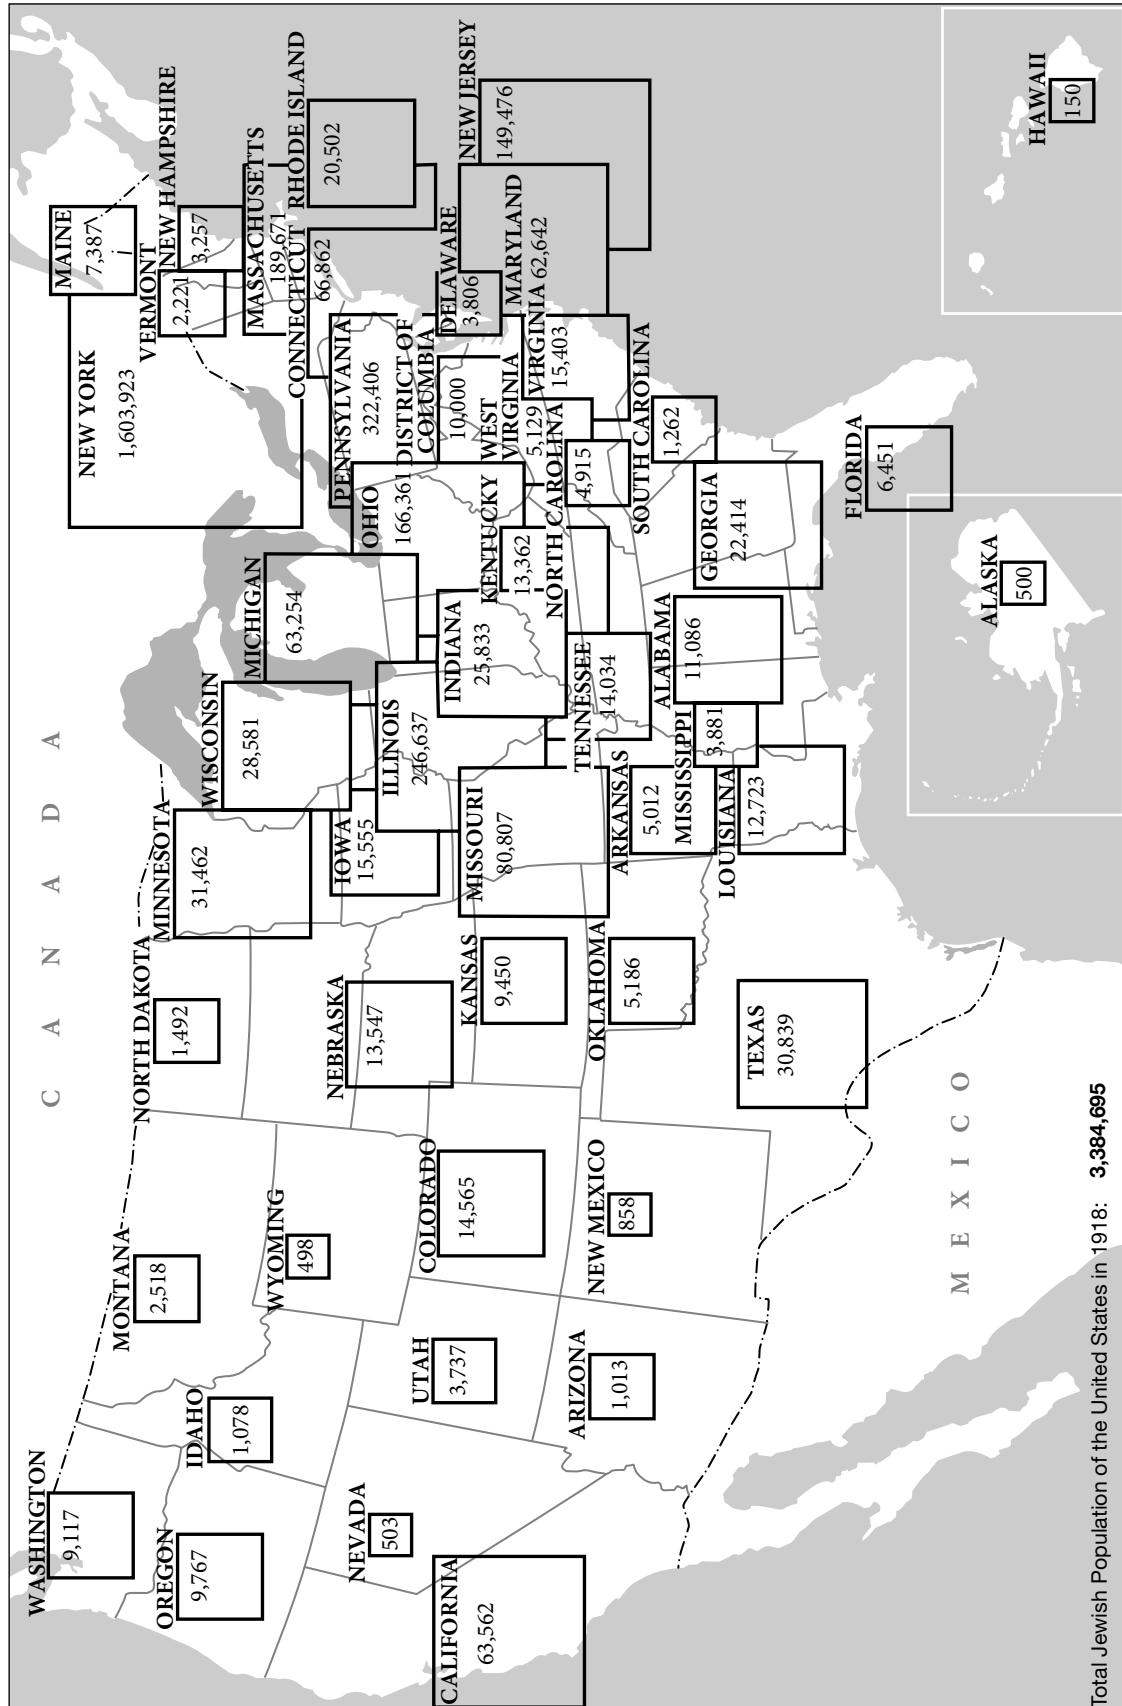 CANADA
WASHINGTON
9,117
OREGON
9,767
CALIFORNIA
63,562
NEVADA
503
IDAHO
1,078
MONTANA
2,518
WYOMING
498
UTAH
3,737
ARIZONA
1,013
COLORADO
14,565
NEW MEXICO
858
NORTH DAKOTA
1,492
NEBRASKA
13,547
KANSAS
9,450
OKLAHOMA
5,186
TEXAS
30,839
MINNESOTA
31,462
IOWA
15,555
MISSOURI
80,807
ARKANSAS
5,012
LOUISIANA
12,723
WISCONSIN
28,581
ILLINOIS
246,637
MISSISSIPPI
3,881
MICHIGAN
63,254
INDIANA
25,833
TENNESSEE
14,034
ALABAMA
11,086
OHIO
166,361
KENTUCKY
13,362
GEORGIA
22,414
FLORIDA
6,451
NEW YORK
1,603,923
PENNSYLVANIA
322,406
DISTRICT OF
COLUMBIA
10,000
WEST
VIRGINIA
5,129
NORTH CAROLINA
4,915
SOUTH CAROLINA
1,262
VIRGINIA
15,403
MAINE
7,387
VERMONT
2,221
NEW HAMPSHIRE
3,257
MASSACHUSETTS
189,671
CONNECTICUT
66,862
RHODE ISLAND
20,502
DELAWARE
3,806
MARYLAND
62,642
NEW JERSEY
149,476
ALASKA
500
HAWAII
150
MEXICO
Total Jewish Population of the United States in 1918: 3,384,695